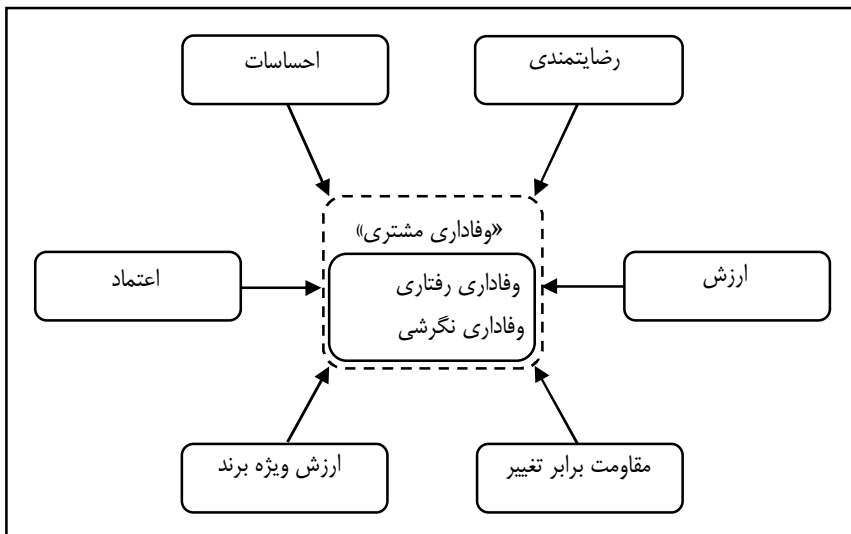 رضایتمندی
احساسات
«وفاداری مشتری»
ارزش
وفاداری رفتاری
وفاداری نگرشی
اعتماد
مقاومت برابر تغییر
ارزش ویژه برند